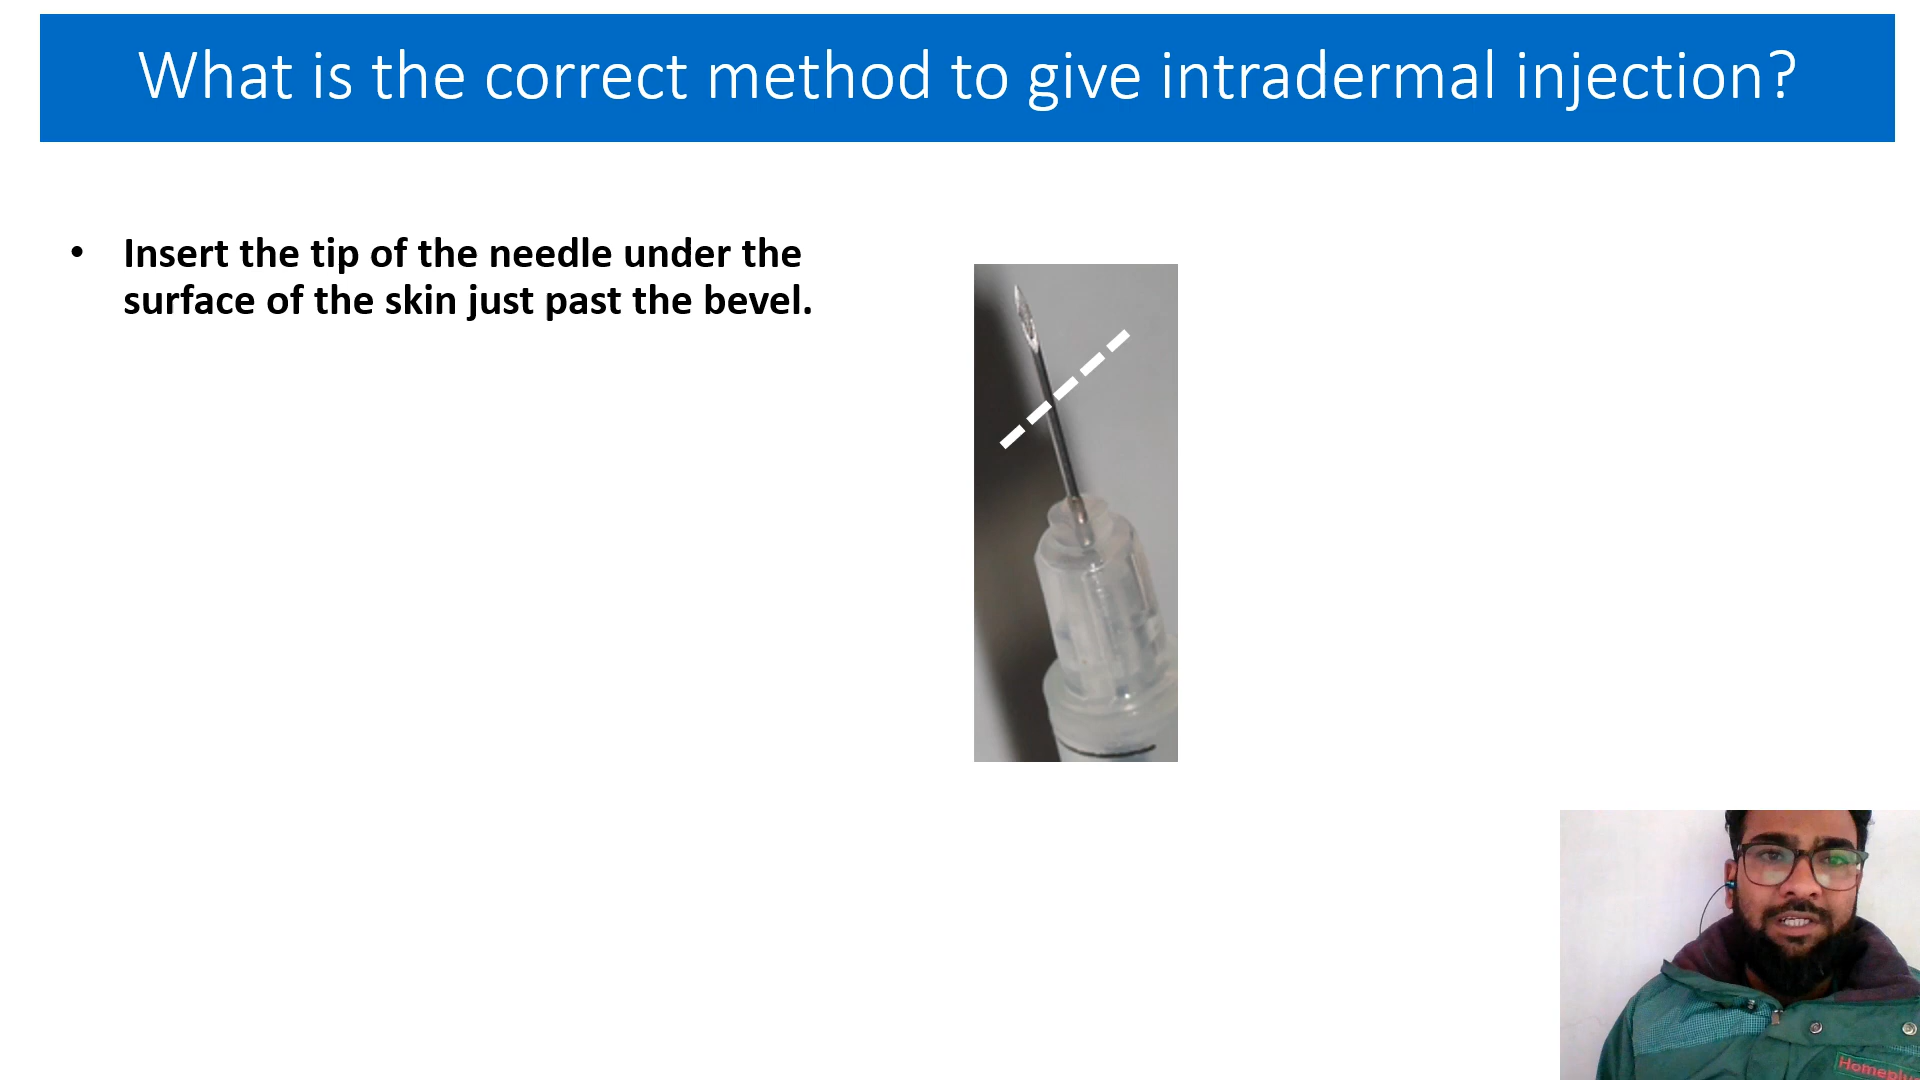 What is the correct method to give intradermal injection?
• Insert the tip of the needle under the
surface of the skin just past the bevel.